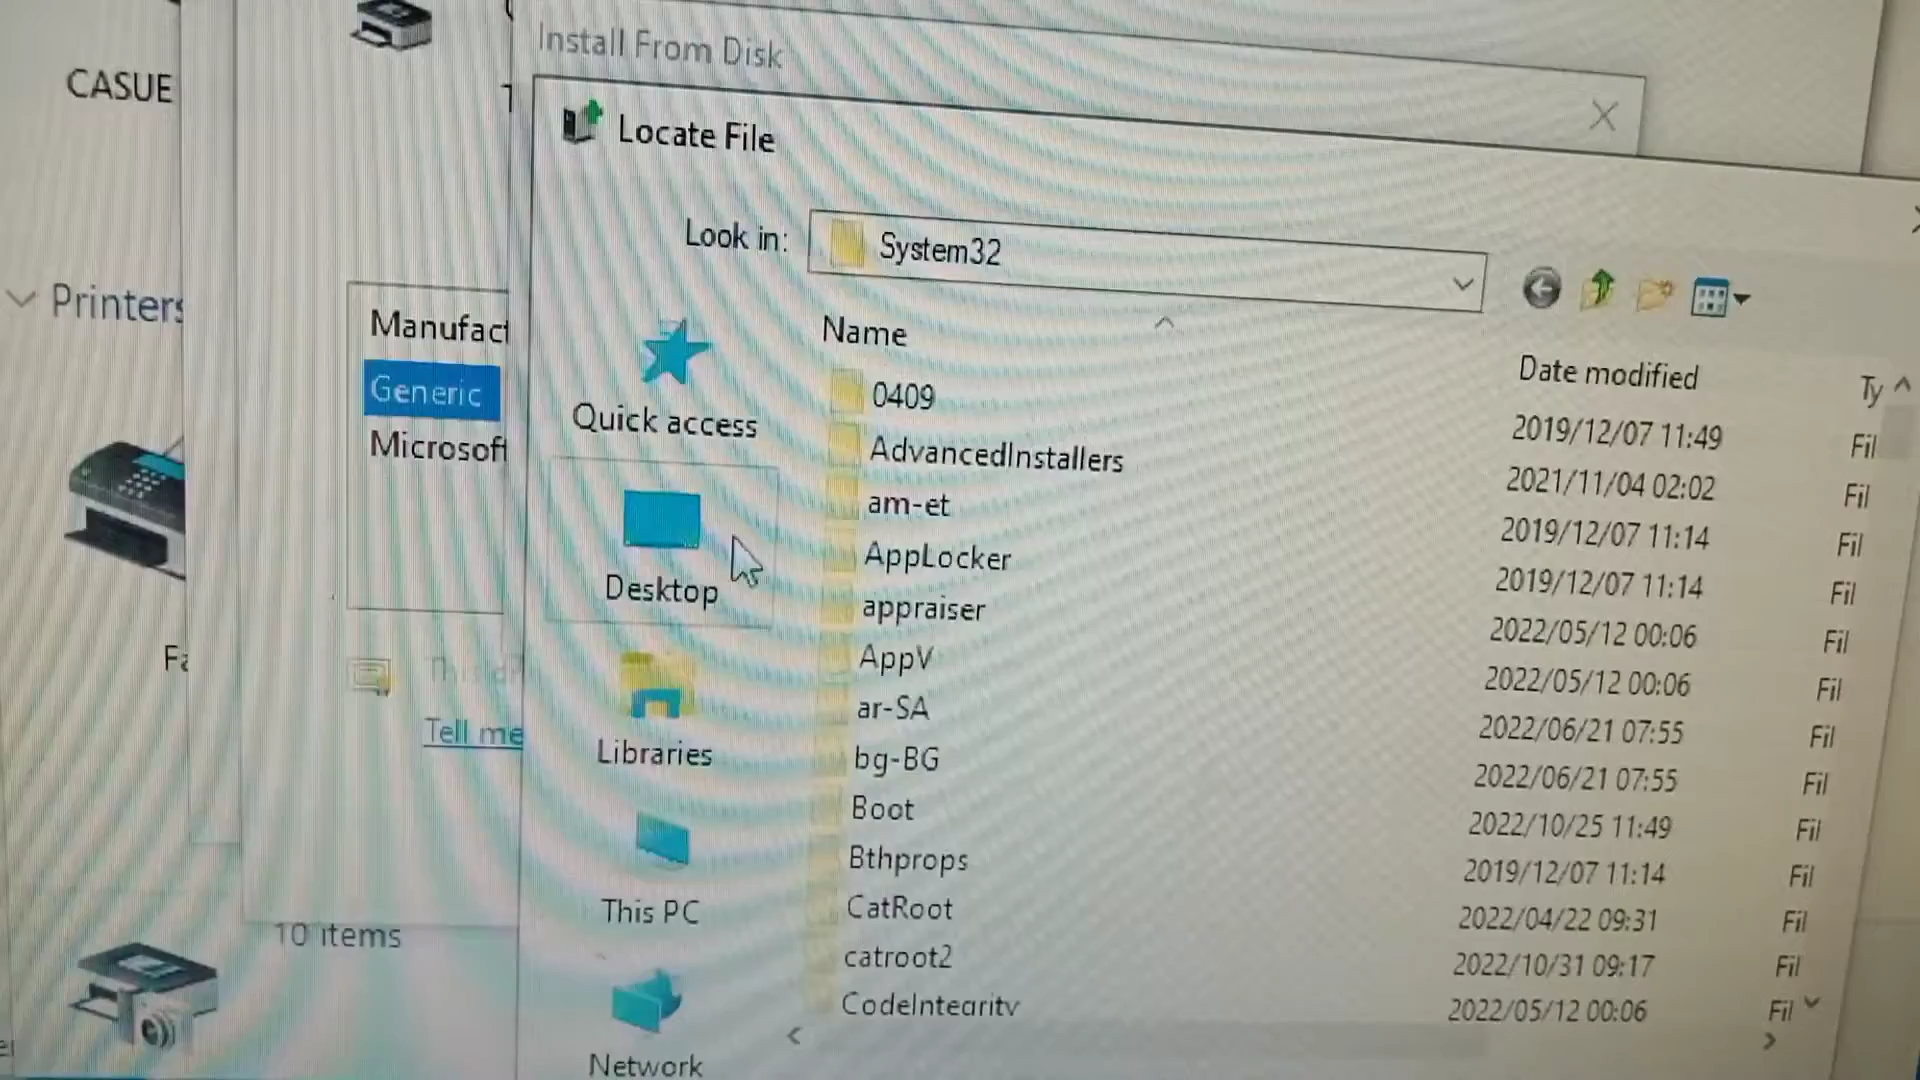 Install From Disk
CASUE
Locate File
Look in: System32
Printers
Manufact
Generic
Microsoft
Tell me
10 items
Quick access
Desktop
Libraries
This PC
Network
Name Date modified Ty
0409 2019/12/07 11:49 Fil
AdvancedInstallers 2021/11/04 02:02 Fil
am-et 2019/12/07 11:14 Fil
AppLocker 2019/12/07 11:14 Fil
appraiser 2022/05/12 00:06 Fil
AppV 2022/05/12 00:06 Fil
ar-SA 2022/06/21 07:55 Fil
bg-BG 2022/06/21 07:55 Fil
Boot 2022/10/25 11:49 Fil
Bthprops 2019/12/07 11:14 Fil
CatRoot 2022/04/22 09:31 Fil
catroot2 2022/10/31 09:17 Fil
CodeIntegrity 2022/05/12 00:06 Fil